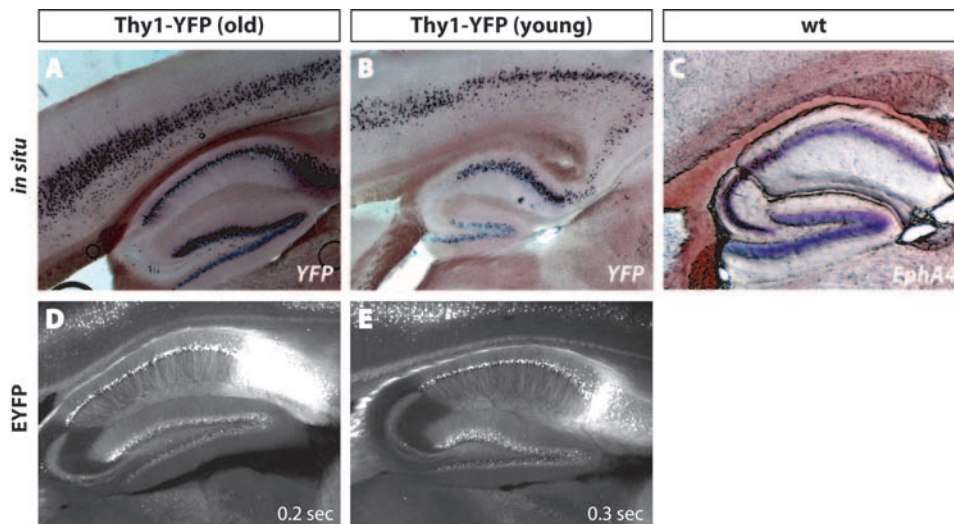 Thy1-YFP (old)
Thy1-YFP (young)
wt
in situ
A
B
C
YFP
YFP
EphA4
EYFP
D
E
0.2 sec
0.3 sec